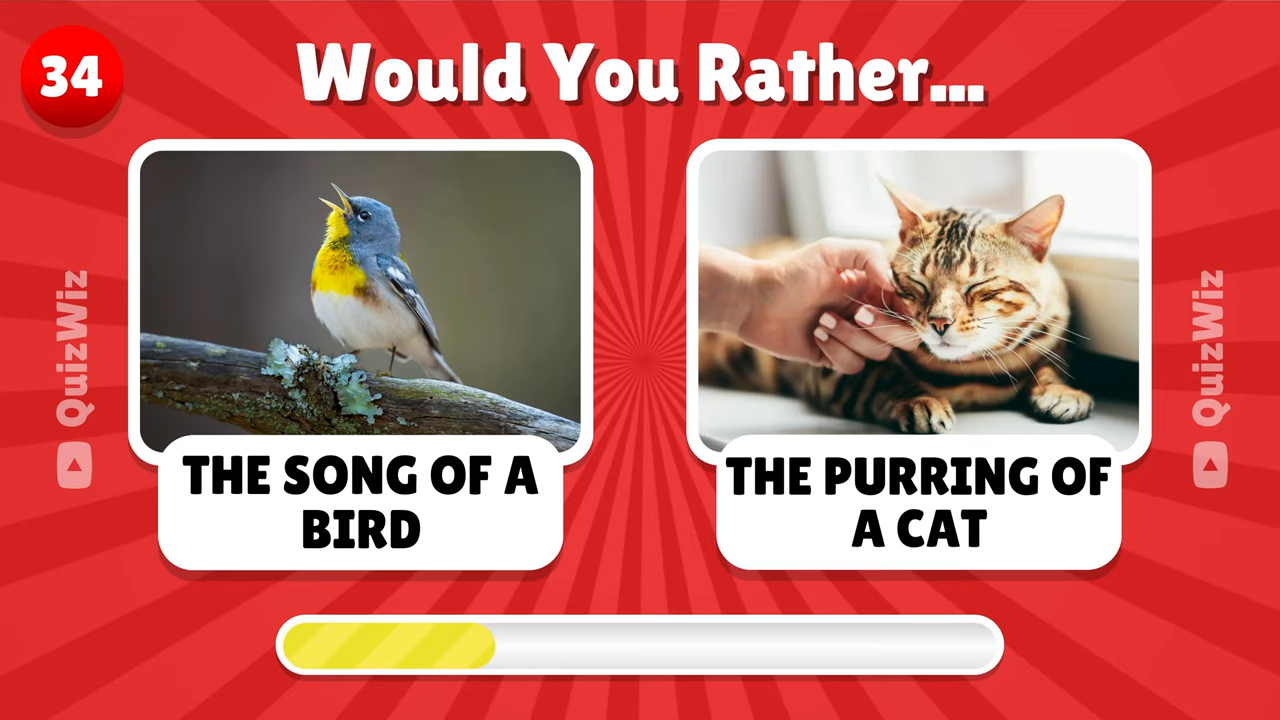 34
Would You Rather...
THE SONG OF A
BIRD
THE PURRING OF
A CAT
QuizWiz
QuizWiz